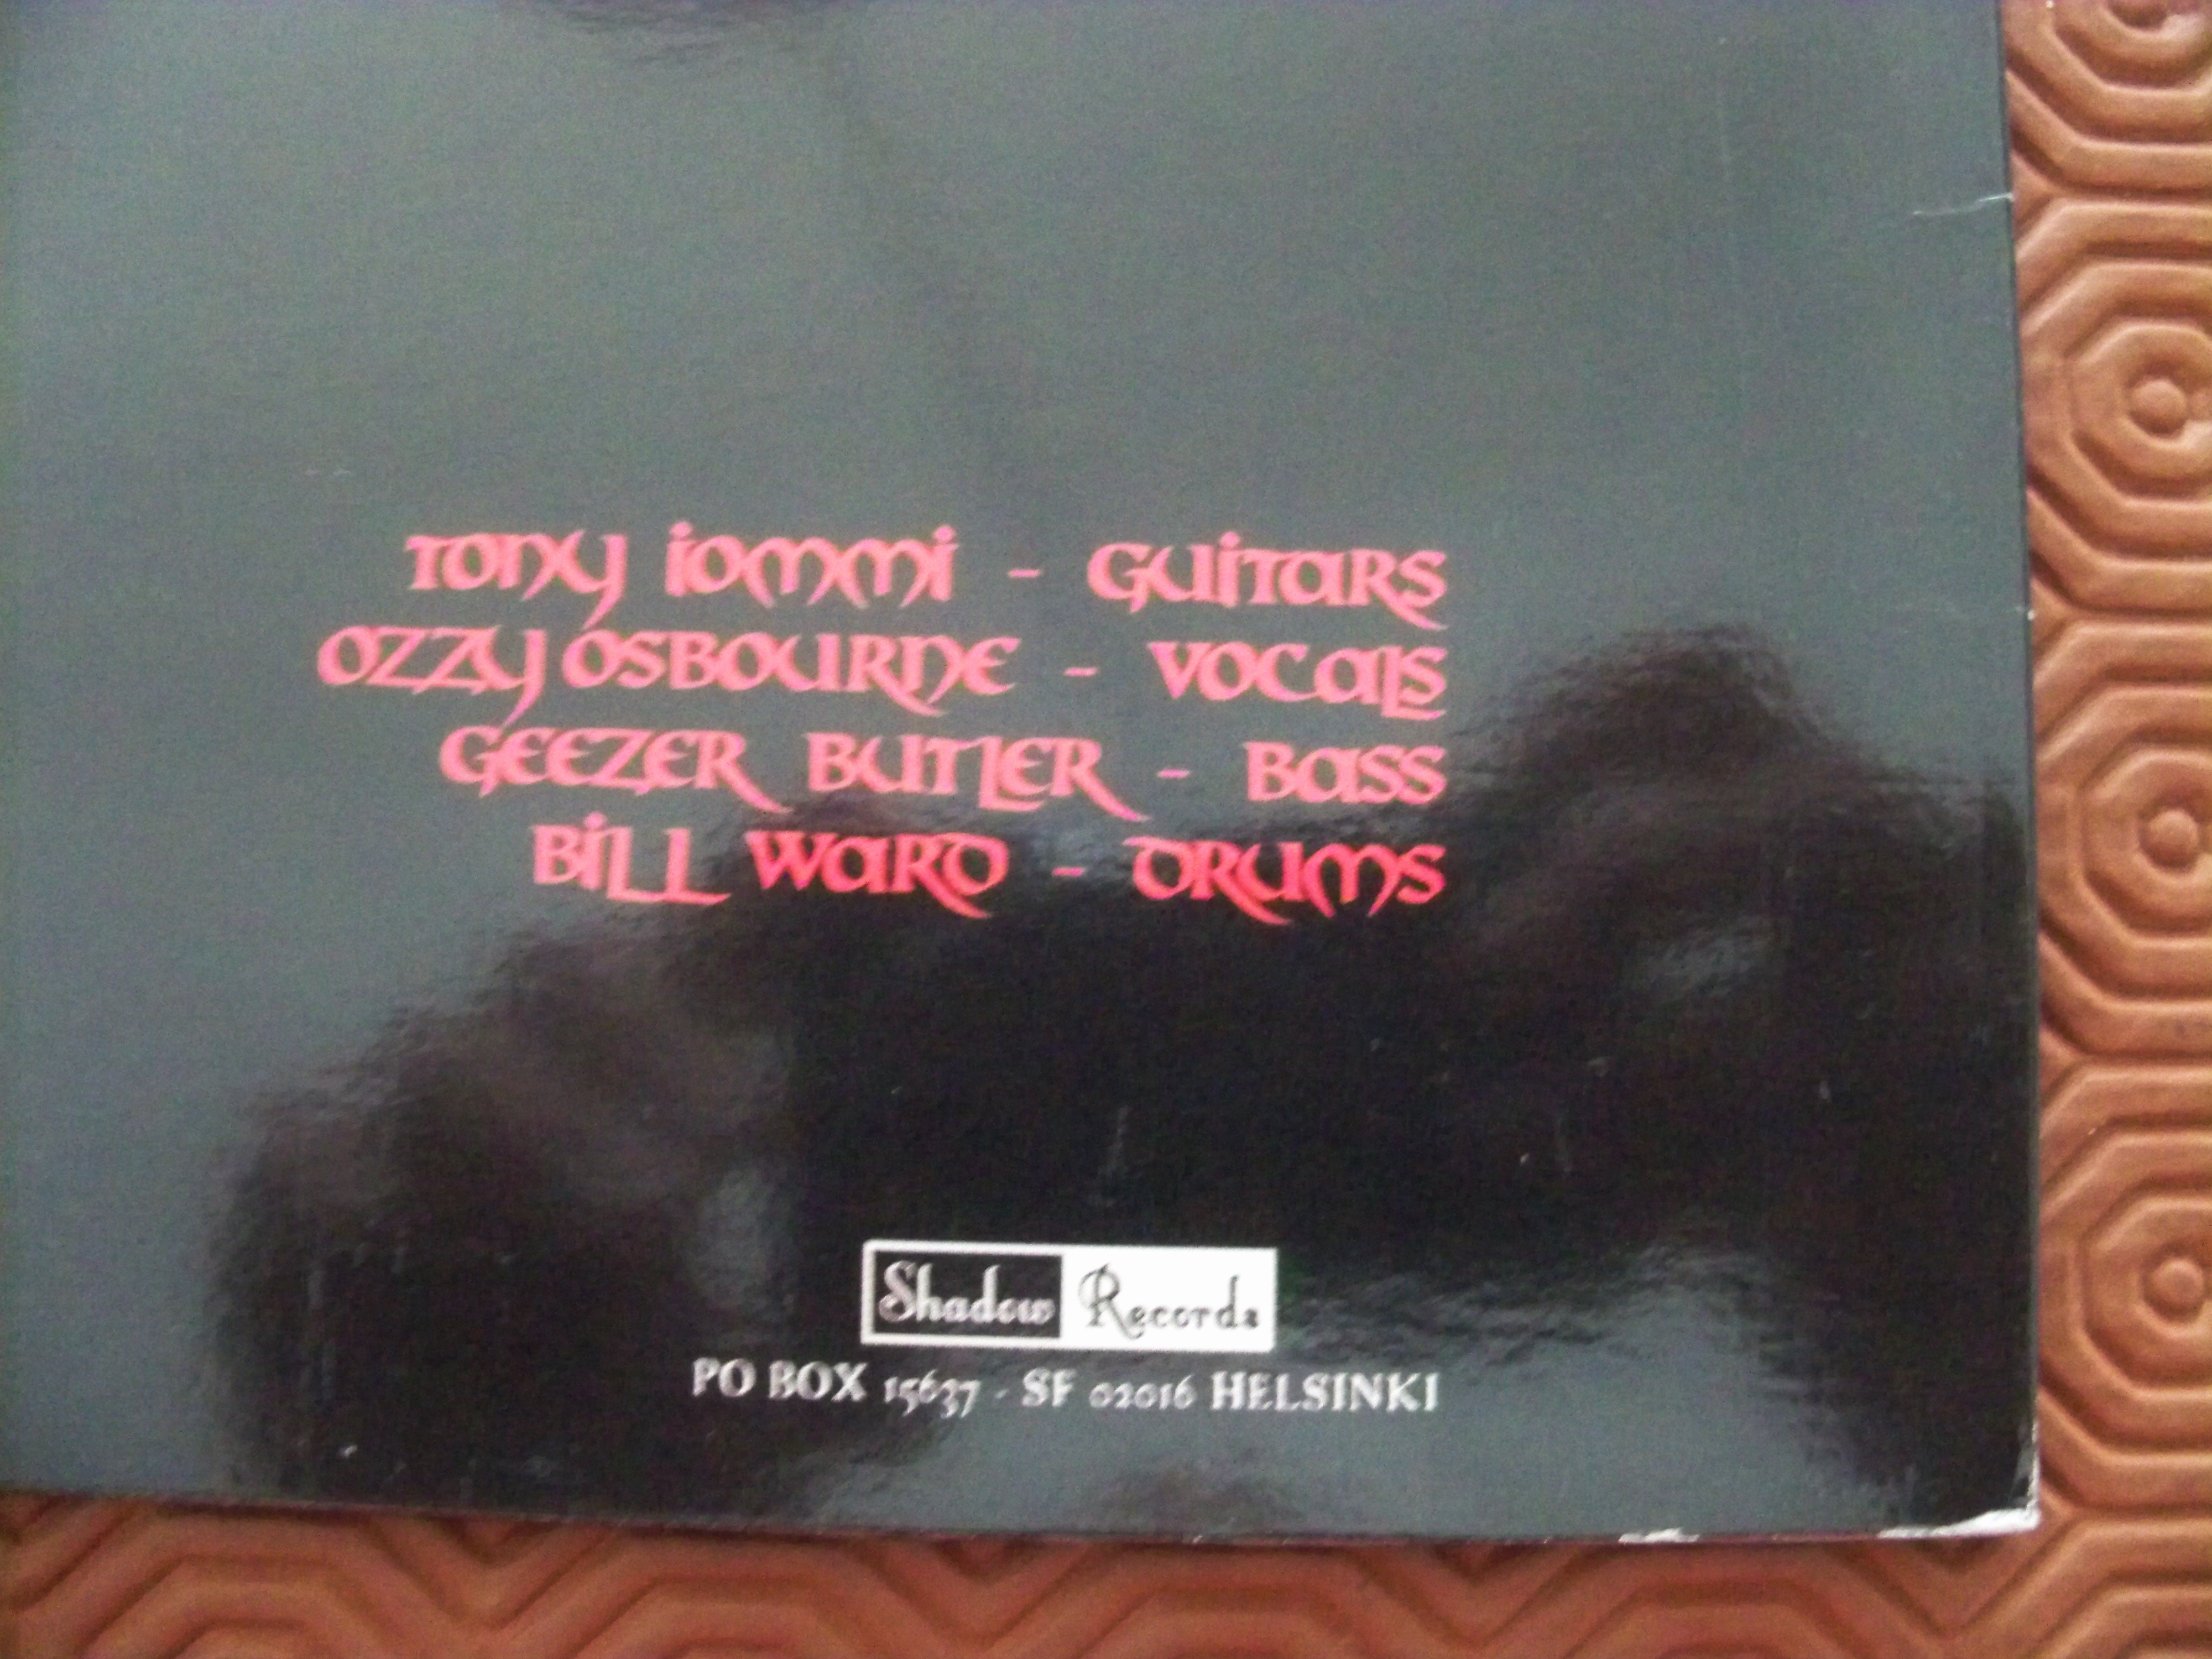 TONY IOMMI - GUITARS
OZZY OSBOURNE - VOCALS
GEEZER BUTLER - BASS
BILL WARD - DRUMS
Shadow Records
PO BOX 15637 - SF 02016 HELSINKI